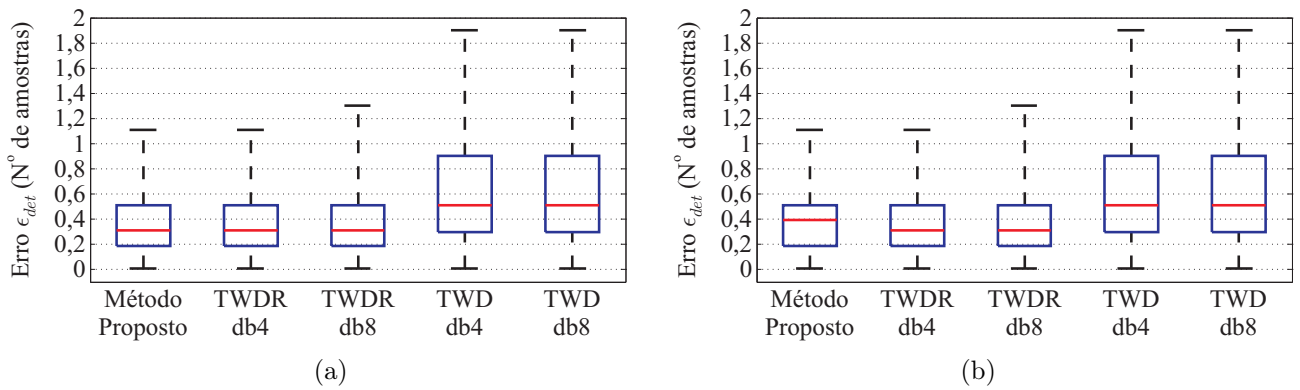 Erro ϵdet (Nº de amostras)
2
1,8
1,6
1,4
1,2
1
0,8
0,6
0,4
0,2
0
Método Proposto
TWDR db4
TWDR db8
TWD db4
TWD db8
(a)
Erro ϵdet (Nº de amostras)
2
1,8
1,6
1,4
1,2
1
0,8
0,6
0,4
0,2
0
Método Proposto
TWDR db4
TWDR db8
TWD db4
TWD db8
(b)